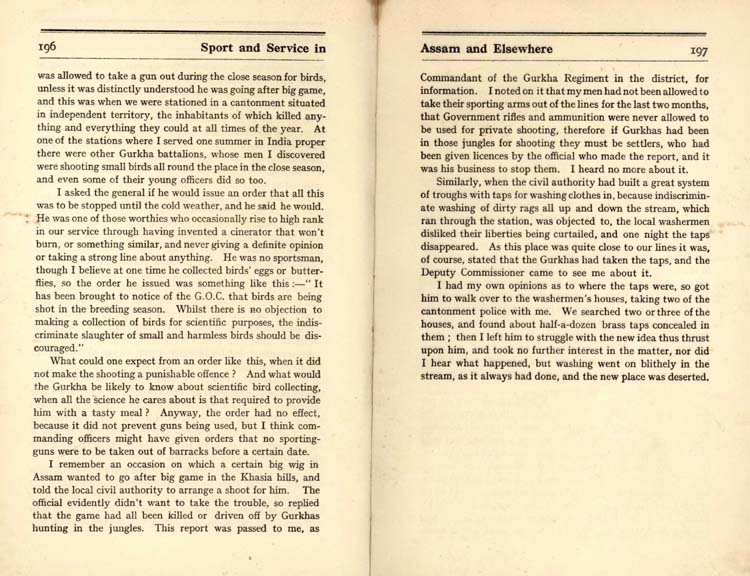 196
Sport and Service in
was allowed to take a gun out during the close season for birds,
unless it was distinctly understood he was going after big game,
and this was when we were stationed in a cantonment situated
in independent territory, the inhabitants of which killed any-
thing and everything they could at all times of the year. At
one of the stations where I served one summer in India proper
there were other Gurkha battalions, whose men I discovered
were shooting small birds all round the place in the close season,
and even some of their young officers did so too.
I asked the general if he would issue an order that all this
was to be stopped until the cold weather, and he said he would.
He was one of those worthies who occasionally rise to high rank
in our service through having invented a cinerator that won't
burn, or something similar, and never giving a definite opinion
or taking a strong line about anything. He was no sportsman,
though I believe at one time he collected birds' eggs or butter-
flies, so the order he issued was something like this :—" It
has been brought to notice of the G.O.C. that birds are being
shot in the breeding season. Whilst there is no objection to
making a collection of birds for scientific purposes, the indis-
criminate slaughter of small and harmless birds should be dis-
couraged."
What could one expect from an order like this, when it did
not make the shooting a punishable offence ? And what would
the Gurkha be likely to know about scientific bird collecting,
when all the science he cares about is that required to provide
him with a tasty meal ? Anyway, the order had no effect,
because it did not prevent guns being used, but I think com-
manding officers might have given orders that no sporting-
guns were to be taken out of barracks before a certain date.
I remember an occasion on which a certain big wig in
Assam wanted to go after big game in the Khasia hills, and
told the local civil authority to arrange a shoot for him. The
official evidently didn't want to take the trouble, so replied
that the game had all been killed or driven off by Gurkhas
hunting in the jungles. This report was passed to me, as
Assam and Elsewhere
197
Commandant of the Gurkha Regiment in the district, for
information. I noted on it that my men had not been allowed to
take their sporting arms out of the lines for the last two months,
that Government rifles and ammunition were never allowed to
be used for private shooting, therefore if Gurkhas had been
in those jungles for shooting they must be settlers, who had
been given licences by the official who made the report, and it
was his business to stop them. I heard no more about it.
Similarly, when the civil authority had built a great system
of troughs with taps for washing clothes in, because indiscrimin-
ate washing of dirty rags all up and down the stream, which
ran through the station, was objected to, the local washermen
disliked their liberties being curtailed, and one night the taps
disappeared. As this place was quite close to our lines it was,
of course, stated that the Gurkhas had taken the taps, and the
Deputy Commissioner came to see me about it.
I had my own opinions as to where the taps were, so got
him to walk over to the washermen's houses, taking two of the
cantonment police with me. We searched two or three of the
houses, and found about half-a-dozen brass taps concealed in
them ; then I left him to struggle with the new idea thus thrust
upon him, and took no further interest in the matter, nor did
I hear what happened, but washing went on blithely in the
stream, as it always had done, and the new place was deserted.